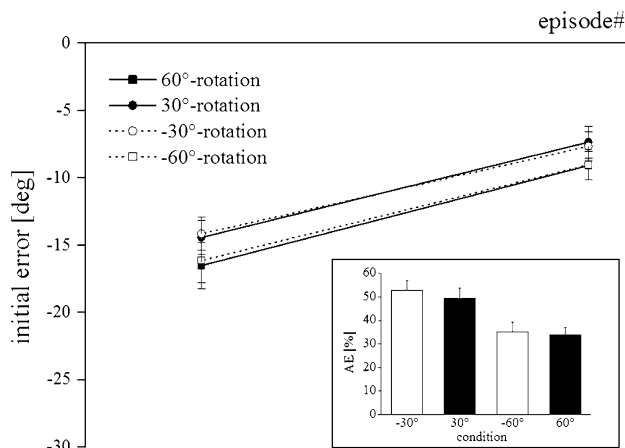 episode#
0
60°-rotation
30°-rotation
-30°-rotation
-60°-rotation
-5
-10
-15
-20
-25
-30
initial error [deg]
60
50
40
30
20
10
0
AE [%]
-30° 30° -60° 60°
condition